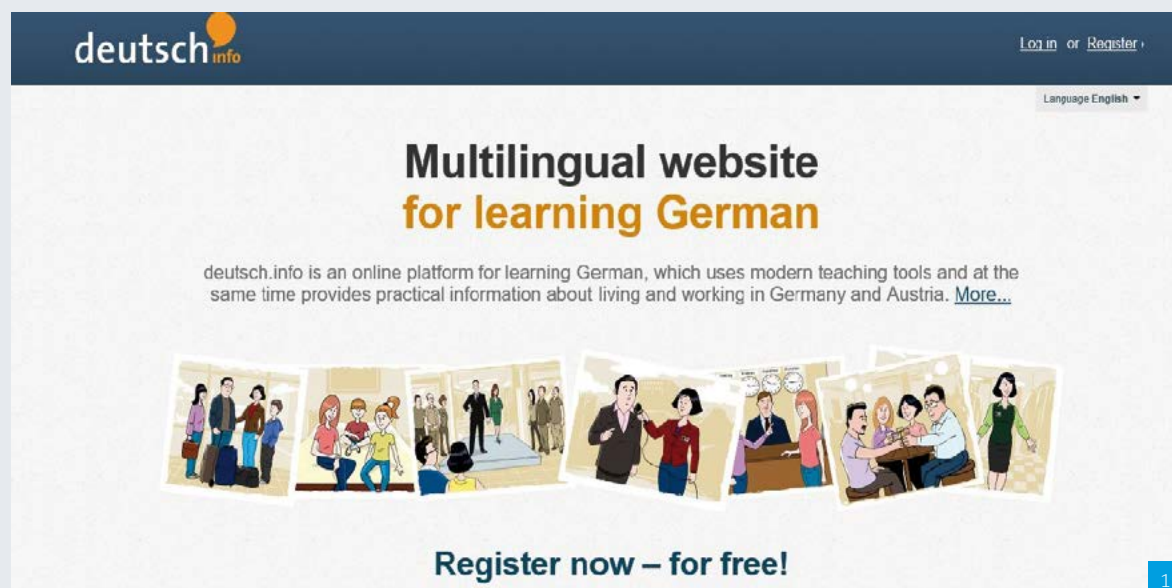 deutsch
info
Log in or Register ›
Language English
Multilingual website
for learning German
deutsch.info is an online platform for learning German, which uses modern teaching tools and at the
same time provides practical information about living and working in Germany and Austria. More...
Register now – for free!
1